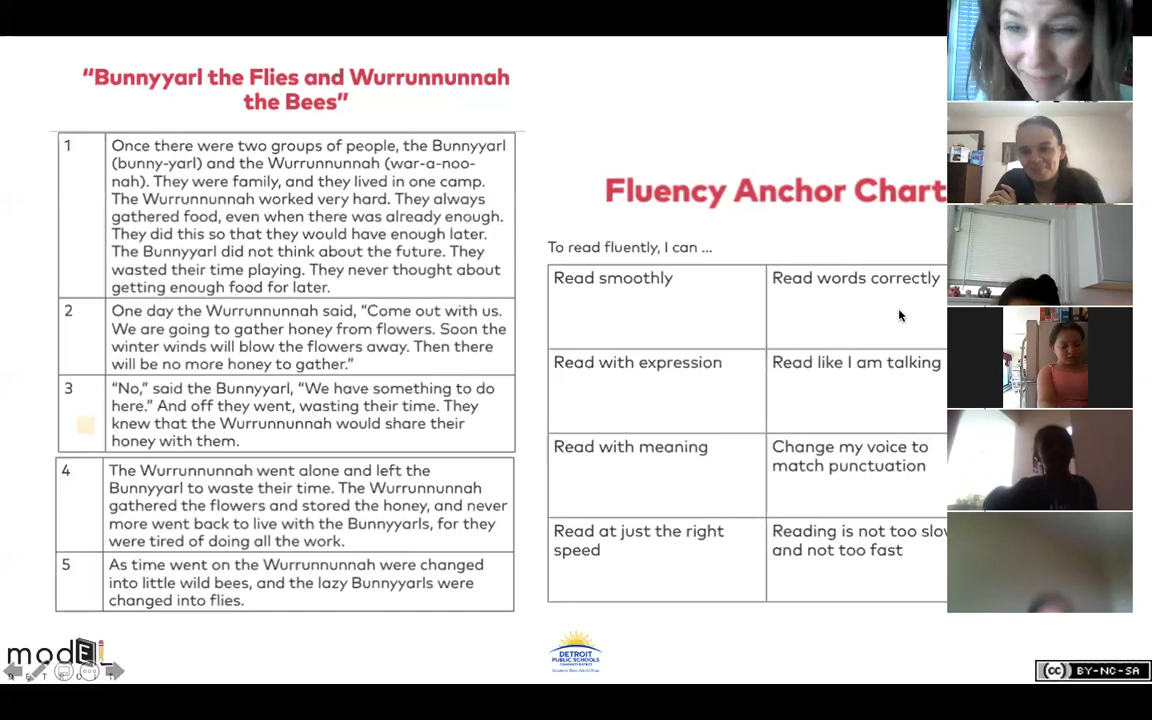 "Bunnyyarl the Flies and Wurrunnunnah
the Bees"
1
Once there were two groups of people, the Bunnyyarl
(bunny-yarl) and the Wurrunnunnah (war-a-noo-
nah). They were family, and they lived in one camp.
The Wurrunnunnah worked very hard. They always
gathered food, even when there was already enough.
They did this so that they would have enough later.
The Bunnyyarl did not think about the future. They
wasted their time playing. They never thought about
getting enough food for later.
2
One day the Wurrunnunnah said, "Come out with us.
We are going to gather honey from flowers. Soon the
winter winds will blow the flowers away. Then there
will be no more honey to gather."
3
"No," said the Bunnyyarl, "We have something to do
here." And off they went, wasting their time. They
knew that the Wurrunnunnah would share their
honey with them.
4
The Wurrunnunnah went alone and left the
Bunnyyarl to waste their time. The Wurrunnunnah
gathered the flowers and stored the honey, and never
more went back to live with the Bunnyyarls, for they
were tired of doing all the work.
5
As time went on the Wurrunnunnah were changed
into little wild bees, and the lazy Bunnyyarls were
changed into flies.
Fluency Anchor Chart
To read fluently, I can ...
Read smoothly
Read words correctly
Read with expression
Read like I am talking
Read with meaning
Change my voice to
match punctuation
Read at just the right
speed
Reading is not too slow
and not too fast
modEL
DETROIT
DETROIT
PUBLIC SCHOOLS
COMMUNITY DISTRICT
cc BY-NC-SA